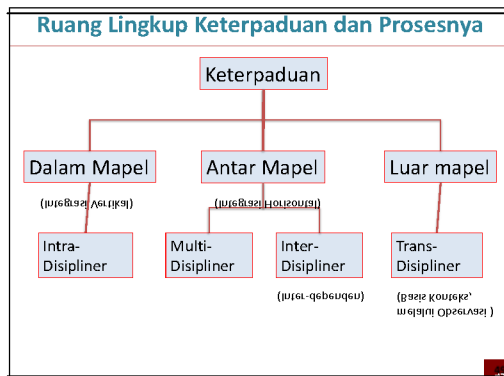 Ruang Lingkup Keterpaduan dan Prosesnya
Keterpaduan
Dalam Mapel
Antar Mapel
Luar mapel
(Integrasi Vertikal)
(Integrasi Horisontal)
Intra-
Disipliner
Multi-
Disipliner
Inter-
Disipliner
Trans-
Disipliner
(Inter-dependen)
(Basis Konteks,
melalui Observasi )